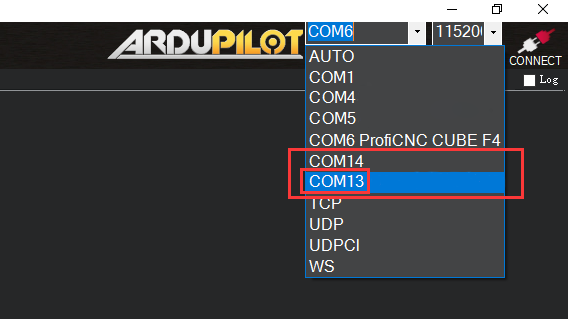 ARDUPILOT
COM6
11520
CONNECT
Log
AUTO
COM1
COM4
COM5
COM6 ProfiCNC CUBE F4
COM14
COM13
TCP
UDP
UDPCI
WS